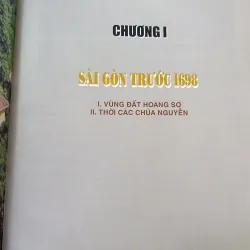 CHƯƠNG I
SÀI GÒN TRƯỚC 1698
I. VÙNG ĐẤT HOANG SƠ
II. THỜI CÁC CHÚA NGUYỄN